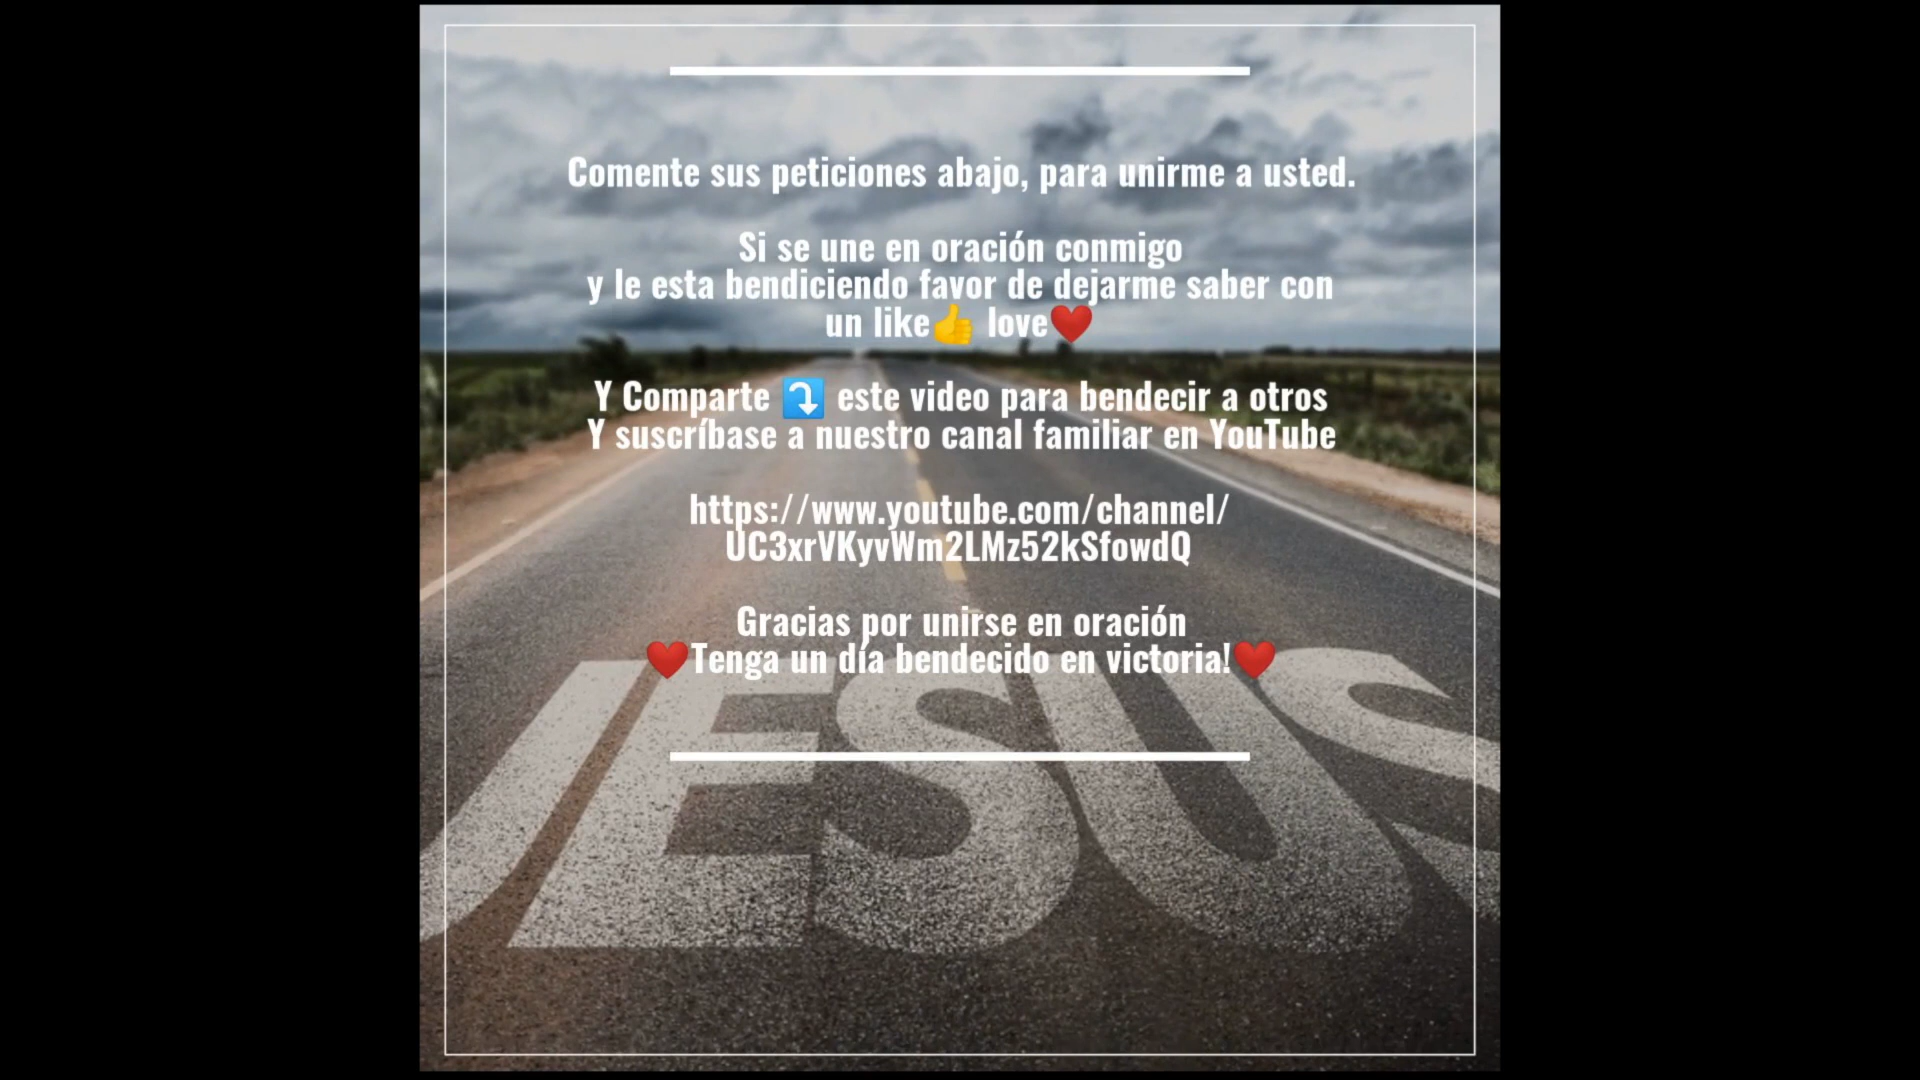 Comente sus peticiones abajo, para unirme a usted.
Si se une en oración conmigo
y le esta bendiciendo favor de dejarme saber con
un like👍 love❤️
Y Comparte ⤵️ este video para bendecir a otros
Y suscríbase a nuestro canal familiar en YouTube
https://www.youtube.com/channel/
UC3xrVKyvWm2LMz52kSfowdQ
Gracias por unirse en oración
❤️Tenga un día bendecido en victoria!❤️
JESUS